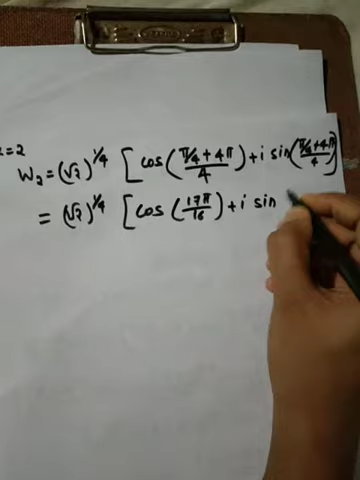 k=2
W₂ = (√2)^1/4 [cos(π/4+4π/4) + i sin(π/4+4π/4)]
= (√2)^1/4 [cos(17π/16) + i sin